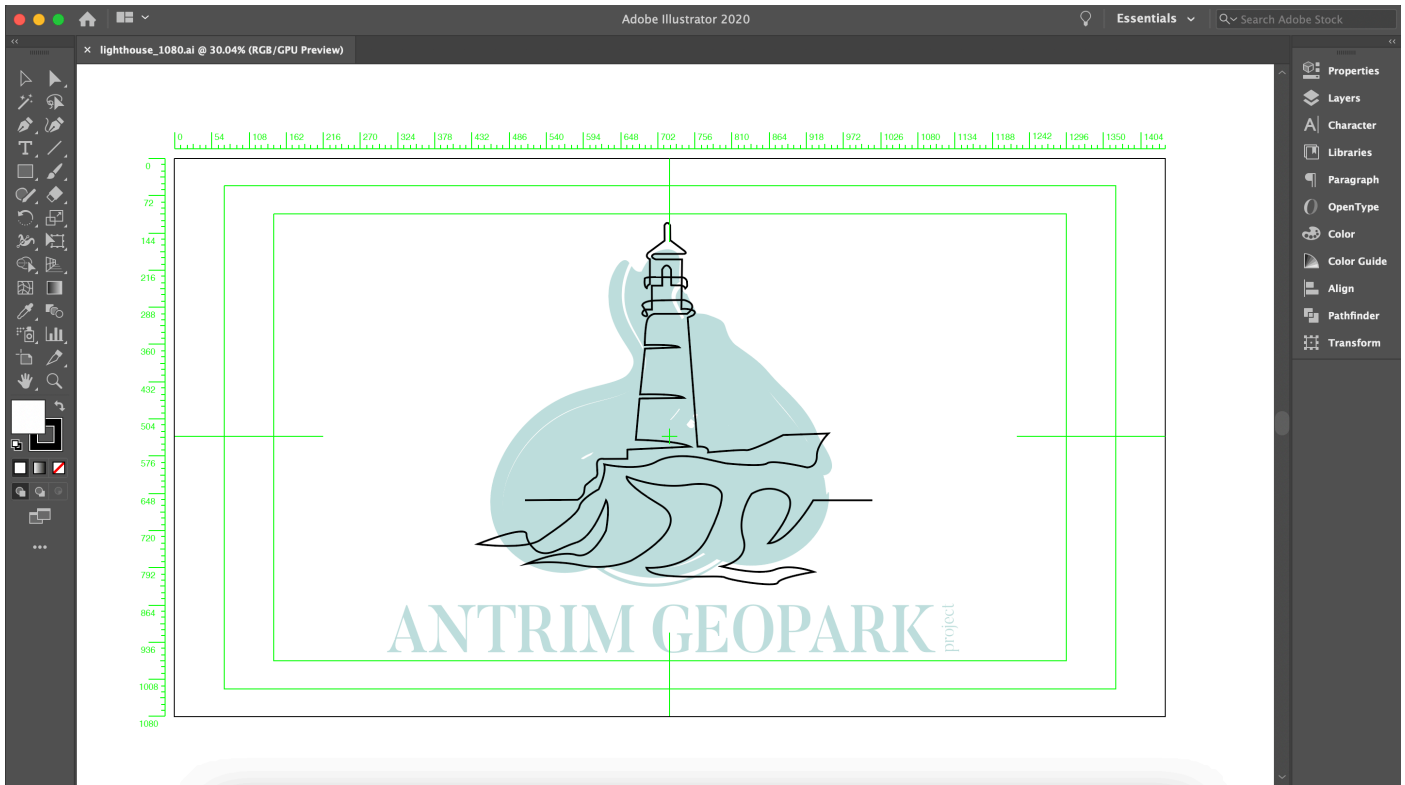 Adobe Illustrator 2020
Essentials
Search Adobe Stock
× lighthouse_1080.ai @ 30.04% (RGB/GPU Preview)
0 54 108 162 216 270 324 378 432 486 540 594 648 702 756 810 864 918 972 1026 1080 1134 1188 1242 1296 1350 1404
0
72
144
216
288
360
432
504
576
648
720
792
864
936
1008
1080
ANTRIM GEOPARK project
Properties
Layers
Character
Libraries
Paragraph
OpenType
Color
Color Guide
Align
Pathfinder
Transform